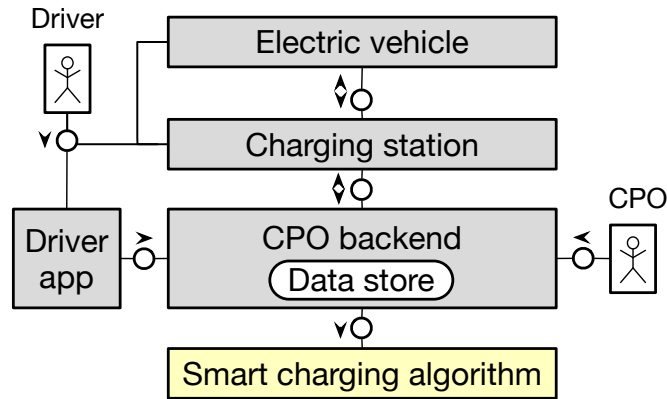 Driver
Electric vehicle
Charging station
CPO
Driver
app
CPO backend
Data store
Smart charging algorithm